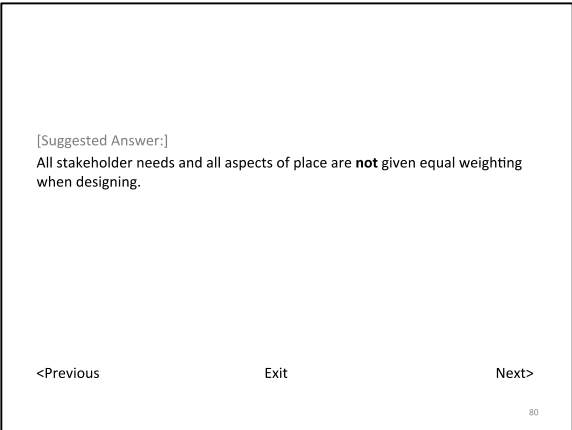 [Suggested Answer:]
All stakeholder needs and all aspects of place are not given equal weighting
when designing.
<Previous Exit Next>
80